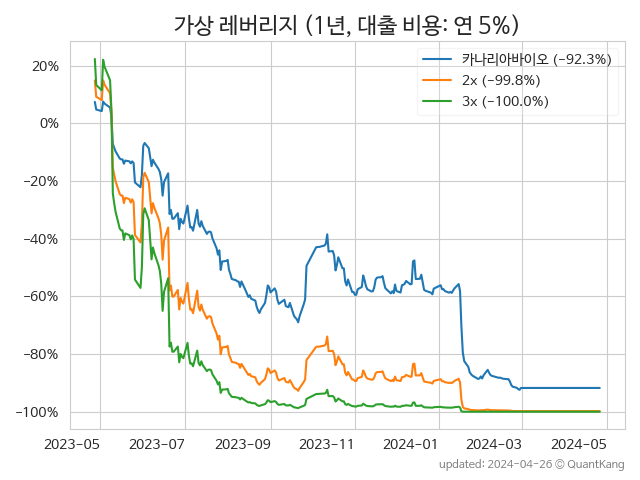 가상 레버리지 (1년, 대출 비용: 연 5%)
카나리아바이오 (−92.3%)
2x (−99.8%)
3x (−100.0%)
20%
0%
−20%
−40%
−60%
−80%
−100%
2023-05 2023-07 2023-09 2023-11 2024-01 2024-03 2024-05
updated: 2024-04-26 ⓒ QuantKang